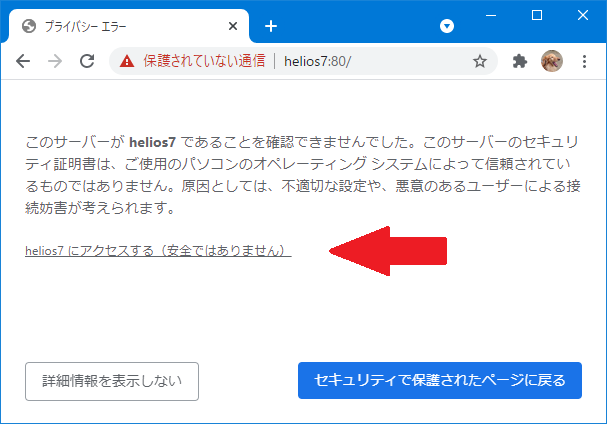 プライバシー エラー
保護されていない通信
helios7:80/
このサーバーが helios7 であることを確認できませんでした。このサーバーのセキュリ
ティ証明書は、ご使用のパソコンのオペレーティング システムによって信頼されてい
るものではありません。原因としては、不適切な設定や、悪意のあるユーザーによる接
続妨害が考えられます。
helios7 にアクセスする（安全ではありません）
詳細情報を表示しない
セキュリティで保護されたページに戻る